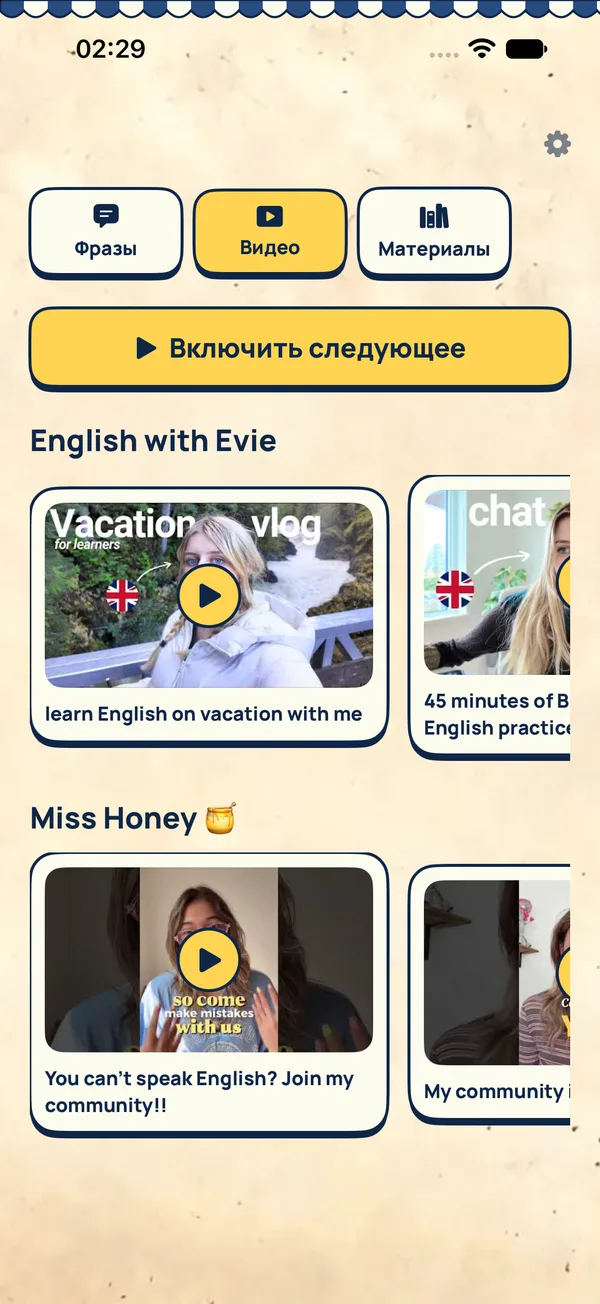 02:29
Фразы
Видео
Материалы
Включить следующее
English with Evie
Vacation vlog
for learners
chat
learn English on vacation with me
45 minutes of B
English practice
Miss Honey 🍯
so come
make mistakes
with us
You can't speak English? Join my
community!!
My community